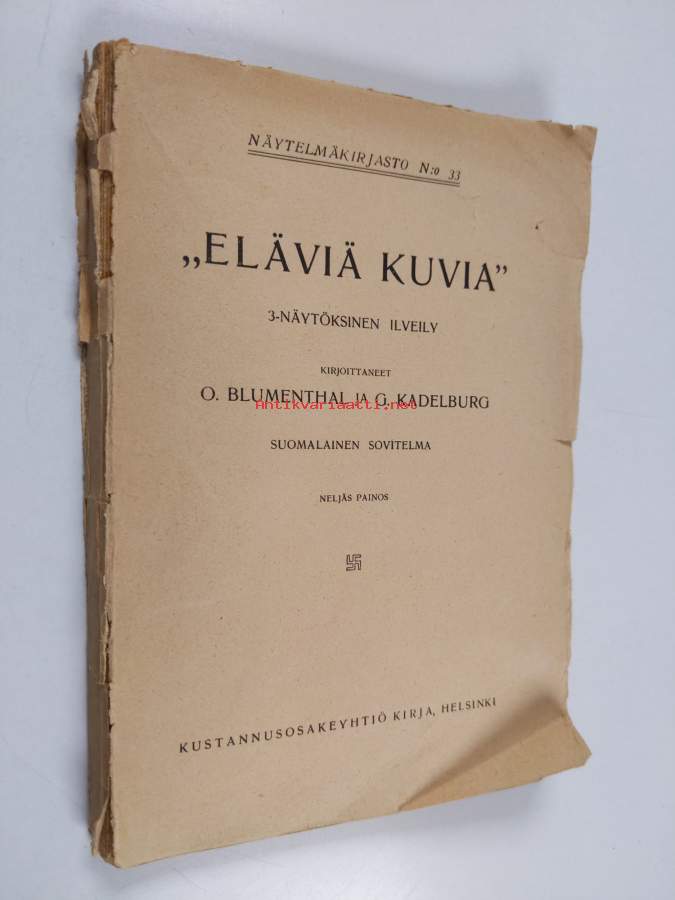 NÄYTELMÄKIRJASTO N:o 33
„ELÄVIÄ KUVIA”
3-NÄYTÖKSINEN ILVEILY
KIRJOITTANEET
O. BLUMENTHAL JA G. KADELBURG
Antikvariaatti.net
SUOMALAINEN SOVITELMA
NELJÄS PAINOS
KUSTANNUSOSAKEYHTIÖ KIRJA, HELSINKI